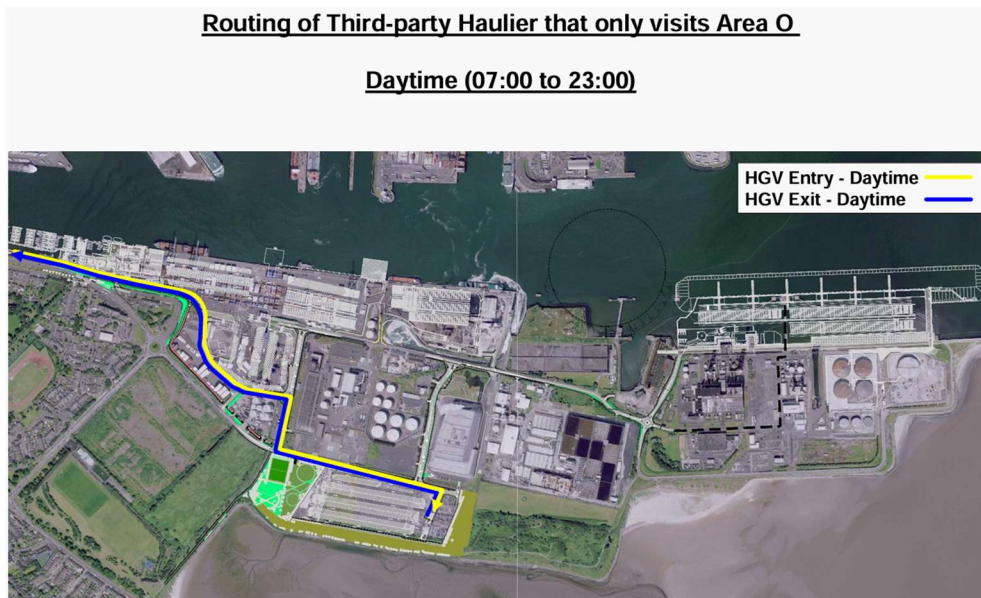 Routing of Third-party Haulier that only visits Area O
Daytime (07:00 to 23:00)
HGV Entry - Daytime
HGV Exit - Daytime